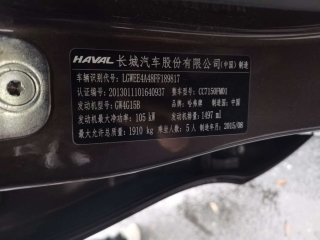 HAVAL 长城汽车股份有限公司(中国)制造
车辆识别代号: LGWEE4A48FF189817
认证编号: 2013011101640937 整车型号: CC7150FM01
发动机型号: GW4G15B 品牌: 哈弗牌 制造国: 中国
发动机最大净功率: 105 kW 发动机排量: 1497 ml
最大允许总质量: 1910 kg 乘坐人数: 5人 制造年月: 2015/08